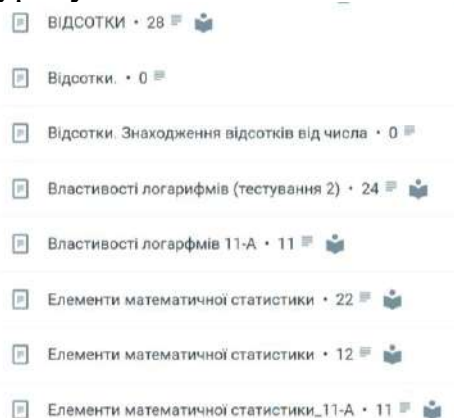 ВІДСОТКИ • 28
Відсотки. • 0
Відсотки. Знаходження відсотків від числа • 0
Властивості логарифмів (тестування 2) • 24
Властивості логарфмів 11-А • 11
Елементи математичної статистики • 22
Елементи математичної статистики • 12
Елементи математичної статистики_11-А • 11